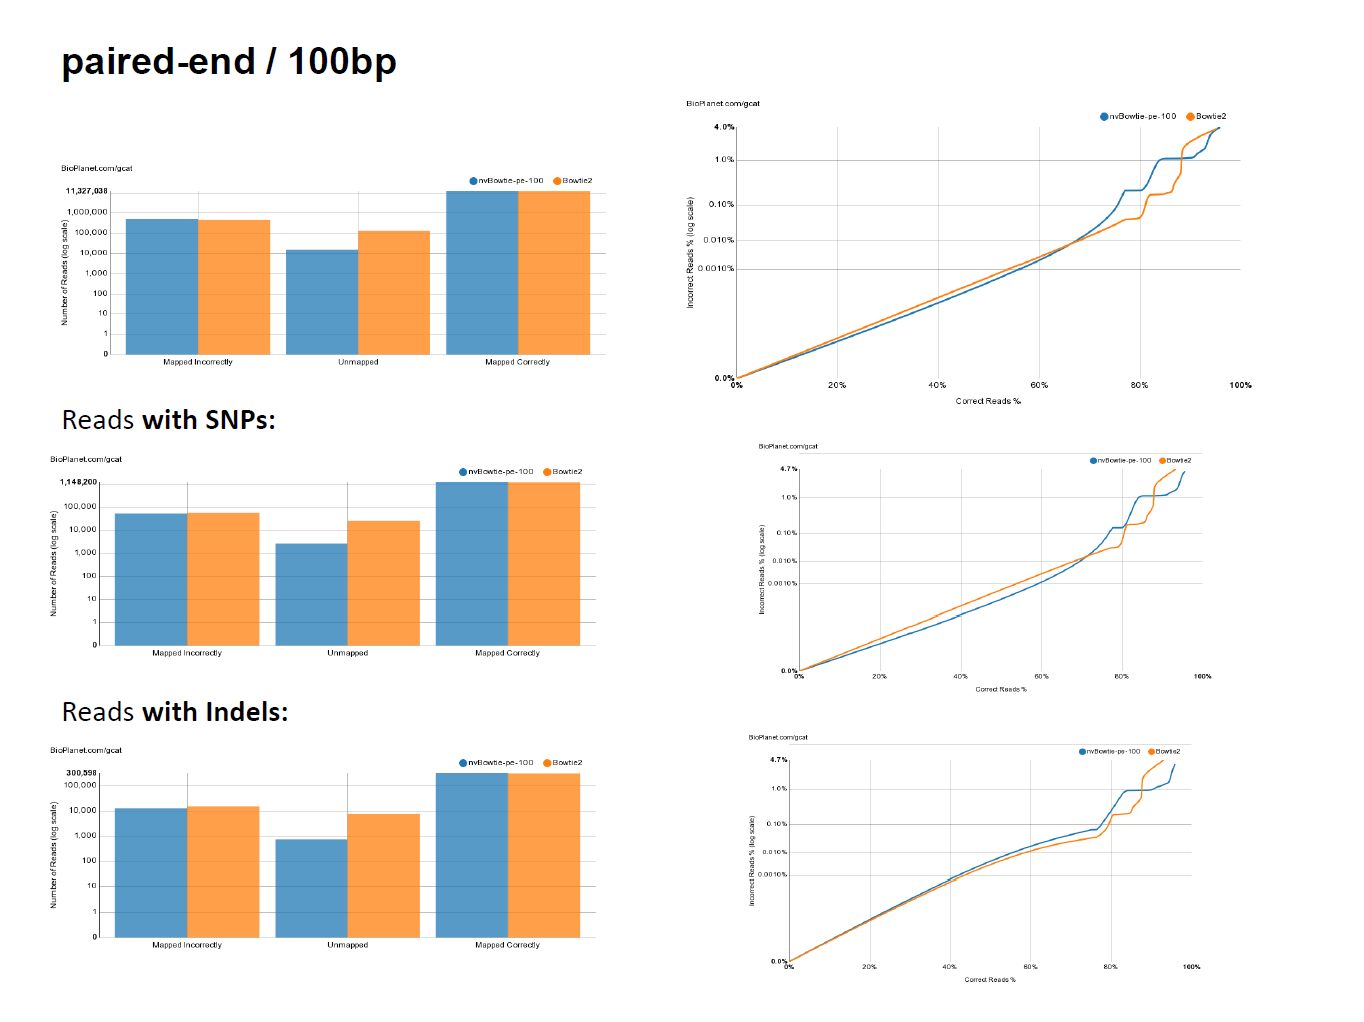 paired-end / 100bp
BioPlanet.com/gcat
nvBowtie-pe-100 Bowtie2
11,327,038
1,000,000
100,000
10,000
1,000
100
10
1
0
Number of Reads (log scale)
Mapped Incorrectly Unmapped Mapped Correctly
BioPlanet.com/gcat
nvBowtie-pe-100 Bowtie2
4.0%
1.0%
0.10%
0.010%
0.0010%
0.0%
Incorrect Reads % (log scale)
0% 20% 40% 60% 80% 100%
Correct Reads %
Reads with SNPs:
BioPlanet.com/gcat
nvBowtie-pe-100 Bowtie2
1,148,200
100,000
10,000
1,000
100
10
1
0
Number of Reads (log scale)
Mapped Incorrectly Unmapped Mapped Correctly
BioPlanet.com/gcat
nvBowtie-pe-100 Bowtie2
4.7%
1.0%
0.10%
0.010%
0.0010%
0.0%
Incorrect Reads % (log scale)
0% 20% 40% 60% 80% 100%
Correct Reads %
Reads with Indels:
BioPlanet.com/gcat
nvBowtie-pe-100 Bowtie2
300,598
100,000
10,000
1,000
100
10
1
0
Number of Reads (log scale)
Mapped Incorrectly Unmapped Mapped Correctly
BioPlanet.com/gcat
nvBowtie-pe-100 Bowtie2
4.7%
1.0%
0.10%
0.010%
0.0010%
0.0%
Incorrect Reads % (log scale)
0% 20% 40% 60% 80% 100%
Correct Reads %